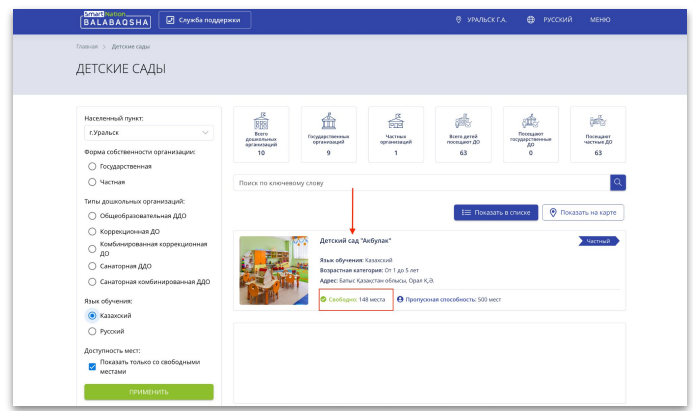 Smart Nation
BALABAQSHA
Служба поддержки
УРАЛЬСК Г.А.
РУССКИЙ
МЕНЮ
Главная > Детские сады
ДЕТСКИЕ САДЫ
Населенный пункт:
г.Уральск
Форма собственности организации:
Государственная
Частная
Типы дошкольных организаций:
Общеобразовательная ДДО
Коррекционная ДО
Комбинированная коррекционная
ДО
Санаторная ДДО
Санаторная комбинированная ДДО
Язык обучения:
Казахский
Русский
Доступность мест:
Показать только со свободными
местами
ПРИМЕНИТЬ
Всего
дошкольных
организаций
10
Государственных
организаций
9
Частных
организаций
1
Всего детей
посещают ДО
63
Посещают
государственные
ДО
0
Посещают
частные ДО
63
Поиск по ключевому слову
Показать в списке
Показать на карте
Детский сад "Акбулак"
Частный
Язык обучения: Казахский
Возрастная категория: От 1 до 5 лет
Адрес: Батыс Қазақстан облысы, Орал Қ.Ә.
Свободно: 148 места
Пропускная способность: 500 мест